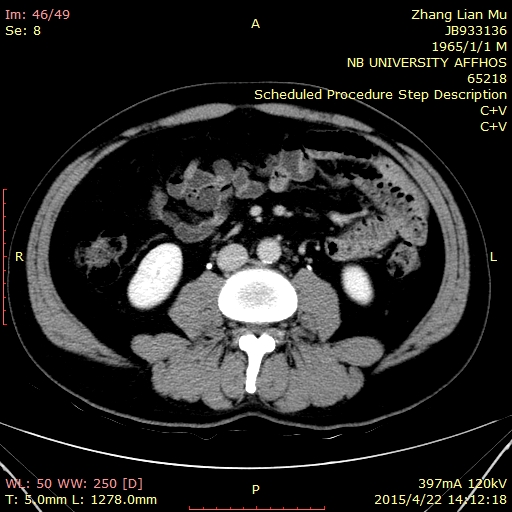 Im: 46/49
Se: 8
A
Zhang Lian Mu
JB933136
1965/1/1 M
NB UNIVERSITY AFFHOS
65218
Scheduled Procedure Step Description
C+V
C+V
R
L
WL: 50 WW: 250 [D]
T: 5.0mm L: 1278.0mm
P
397mA 120kV
2015/4/22 14:12:18